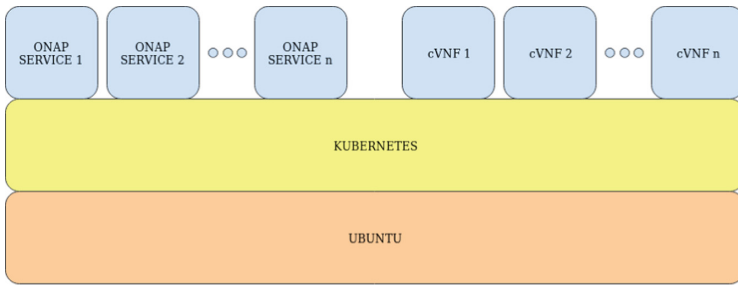 ONAP
SERVICE 1
ONAP
SERVICE 2
ONAP
SERVICE n
cVNF 1
cVNF 2
cVNF n
KUBERNETES
UBUNTU